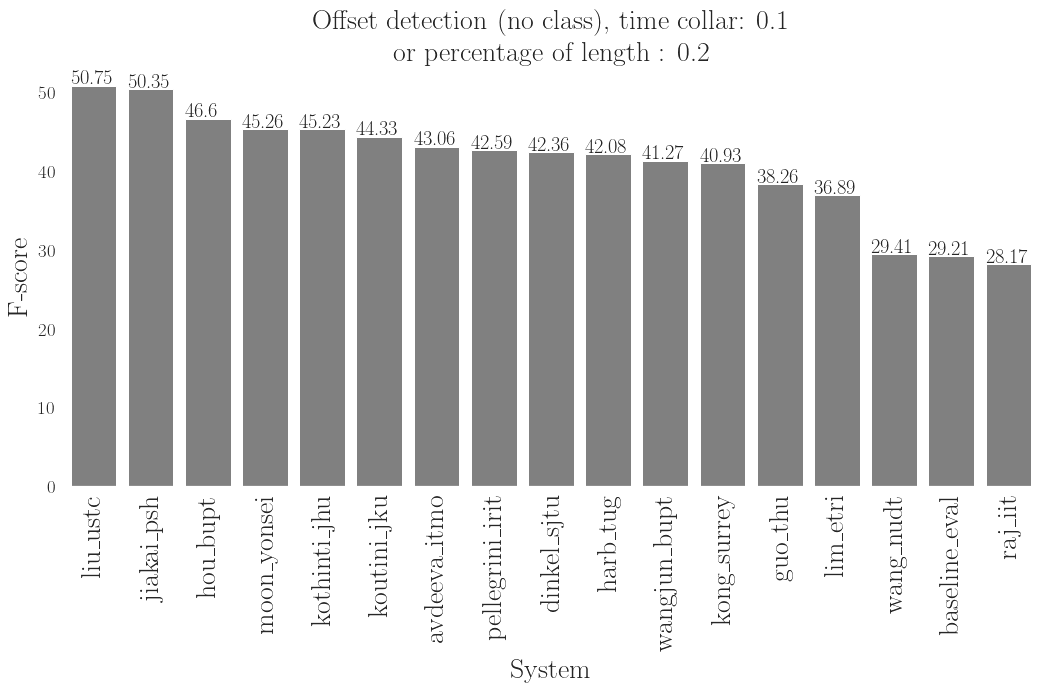 Offset detection (no class), time collar: 0.1
or percentage of length : 0.2
50.75
50.35
46.6
45.26
45.23
44.33
43.06
42.59
42.36
42.08
41.27
40.93
38.26
36.89
29.41
29.21
28.17
50
40
30
20
10
0
F-score
liu_ustc
jiakai_psh
hou_bupt
moon_yonsei
kothinti_jhu
koutini_jku
avdeeva_itmo
pellegrini_irit
dinkel_sjtu
harb_tug
wangjun_bupt
kong_surrey
guo_thu
lim_etri
wang_nudt
baseline_eval
raj_iit
System